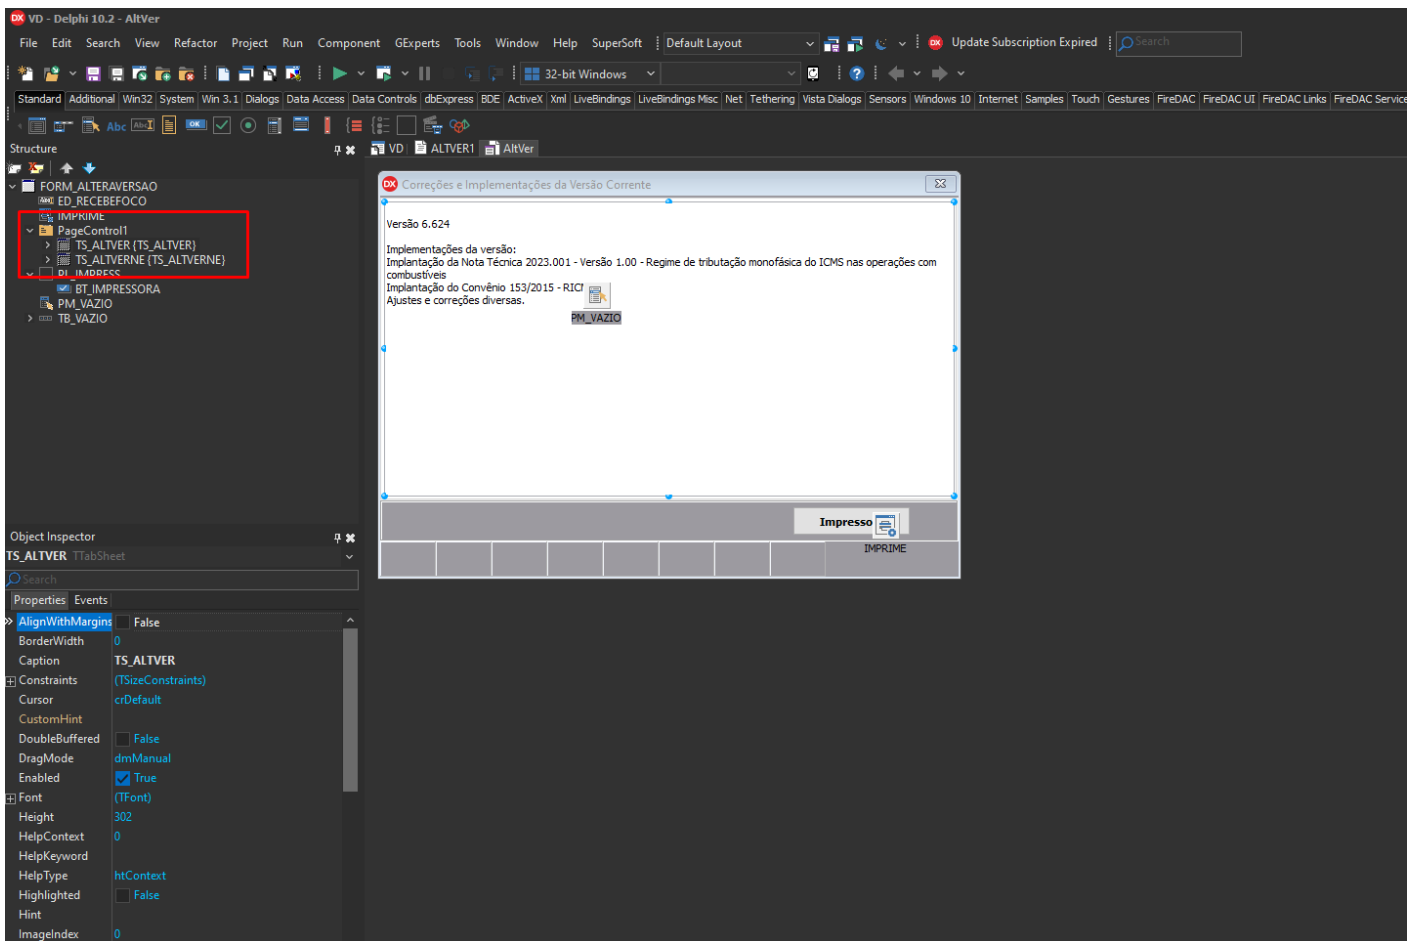 VD - Delphi 10.2 - AltVer
File Edit Search View Refactor Project Run Component GExperts Tools Window Help SuperSoft Default Layout Update Subscription Expired Search
32-bit Windows
Standard Additional Win32 System Win 3.1 Dialogs Data Access Data Controls dbExpress BDE ActiveX Xml LiveBindings LiveBindings Misc Net Tethering Vista Dialogs Sensors Windows 10 Internet Samples Touch Gestures FireDAC FireDAC UI FireDAC Links FireDAC Service
Structure
VD ALTVER1 AltVer
FORM_ALTERAVERSAO
ED_RECEBEFOCO
IMPRIME
PageControl1
TS_ALTVER {TS_ALTVER}
TS_ALTVERNE {TS_ALTVERNE}
PL_IMPRESS
BT_IMPRESSORA
PM_VAZIO
TB_VAZIO
Correções e Implementações da Versão Corrente
Versão 6.624
Implementações da versão:
Implantação da Nota Técnica 2023.001 - Versão 1.00 - Regime de tributação monofásica do ICMS nas operações com
combustíveis
Implantação do Convênio 153/2015 -
Ajustes e correções diversas.
PM_VAZIO
Impresso
IMPRIME
Object Inspector
TS_ALTVER TTabSheet
Search
Properties Events
AlignWithMargins False
BorderWidth 0
Caption TS_ALTVER
Constraints (TSizeConstraints)
Cursor crDefault
CustomHint
DoubleBuffered False
DragMode dmManual
Enabled True
Font (TFont)
Height 302
HelpContext 0
HelpKeyword
HelpType htContext
Highlighted False
Hint
ImageIndex 0